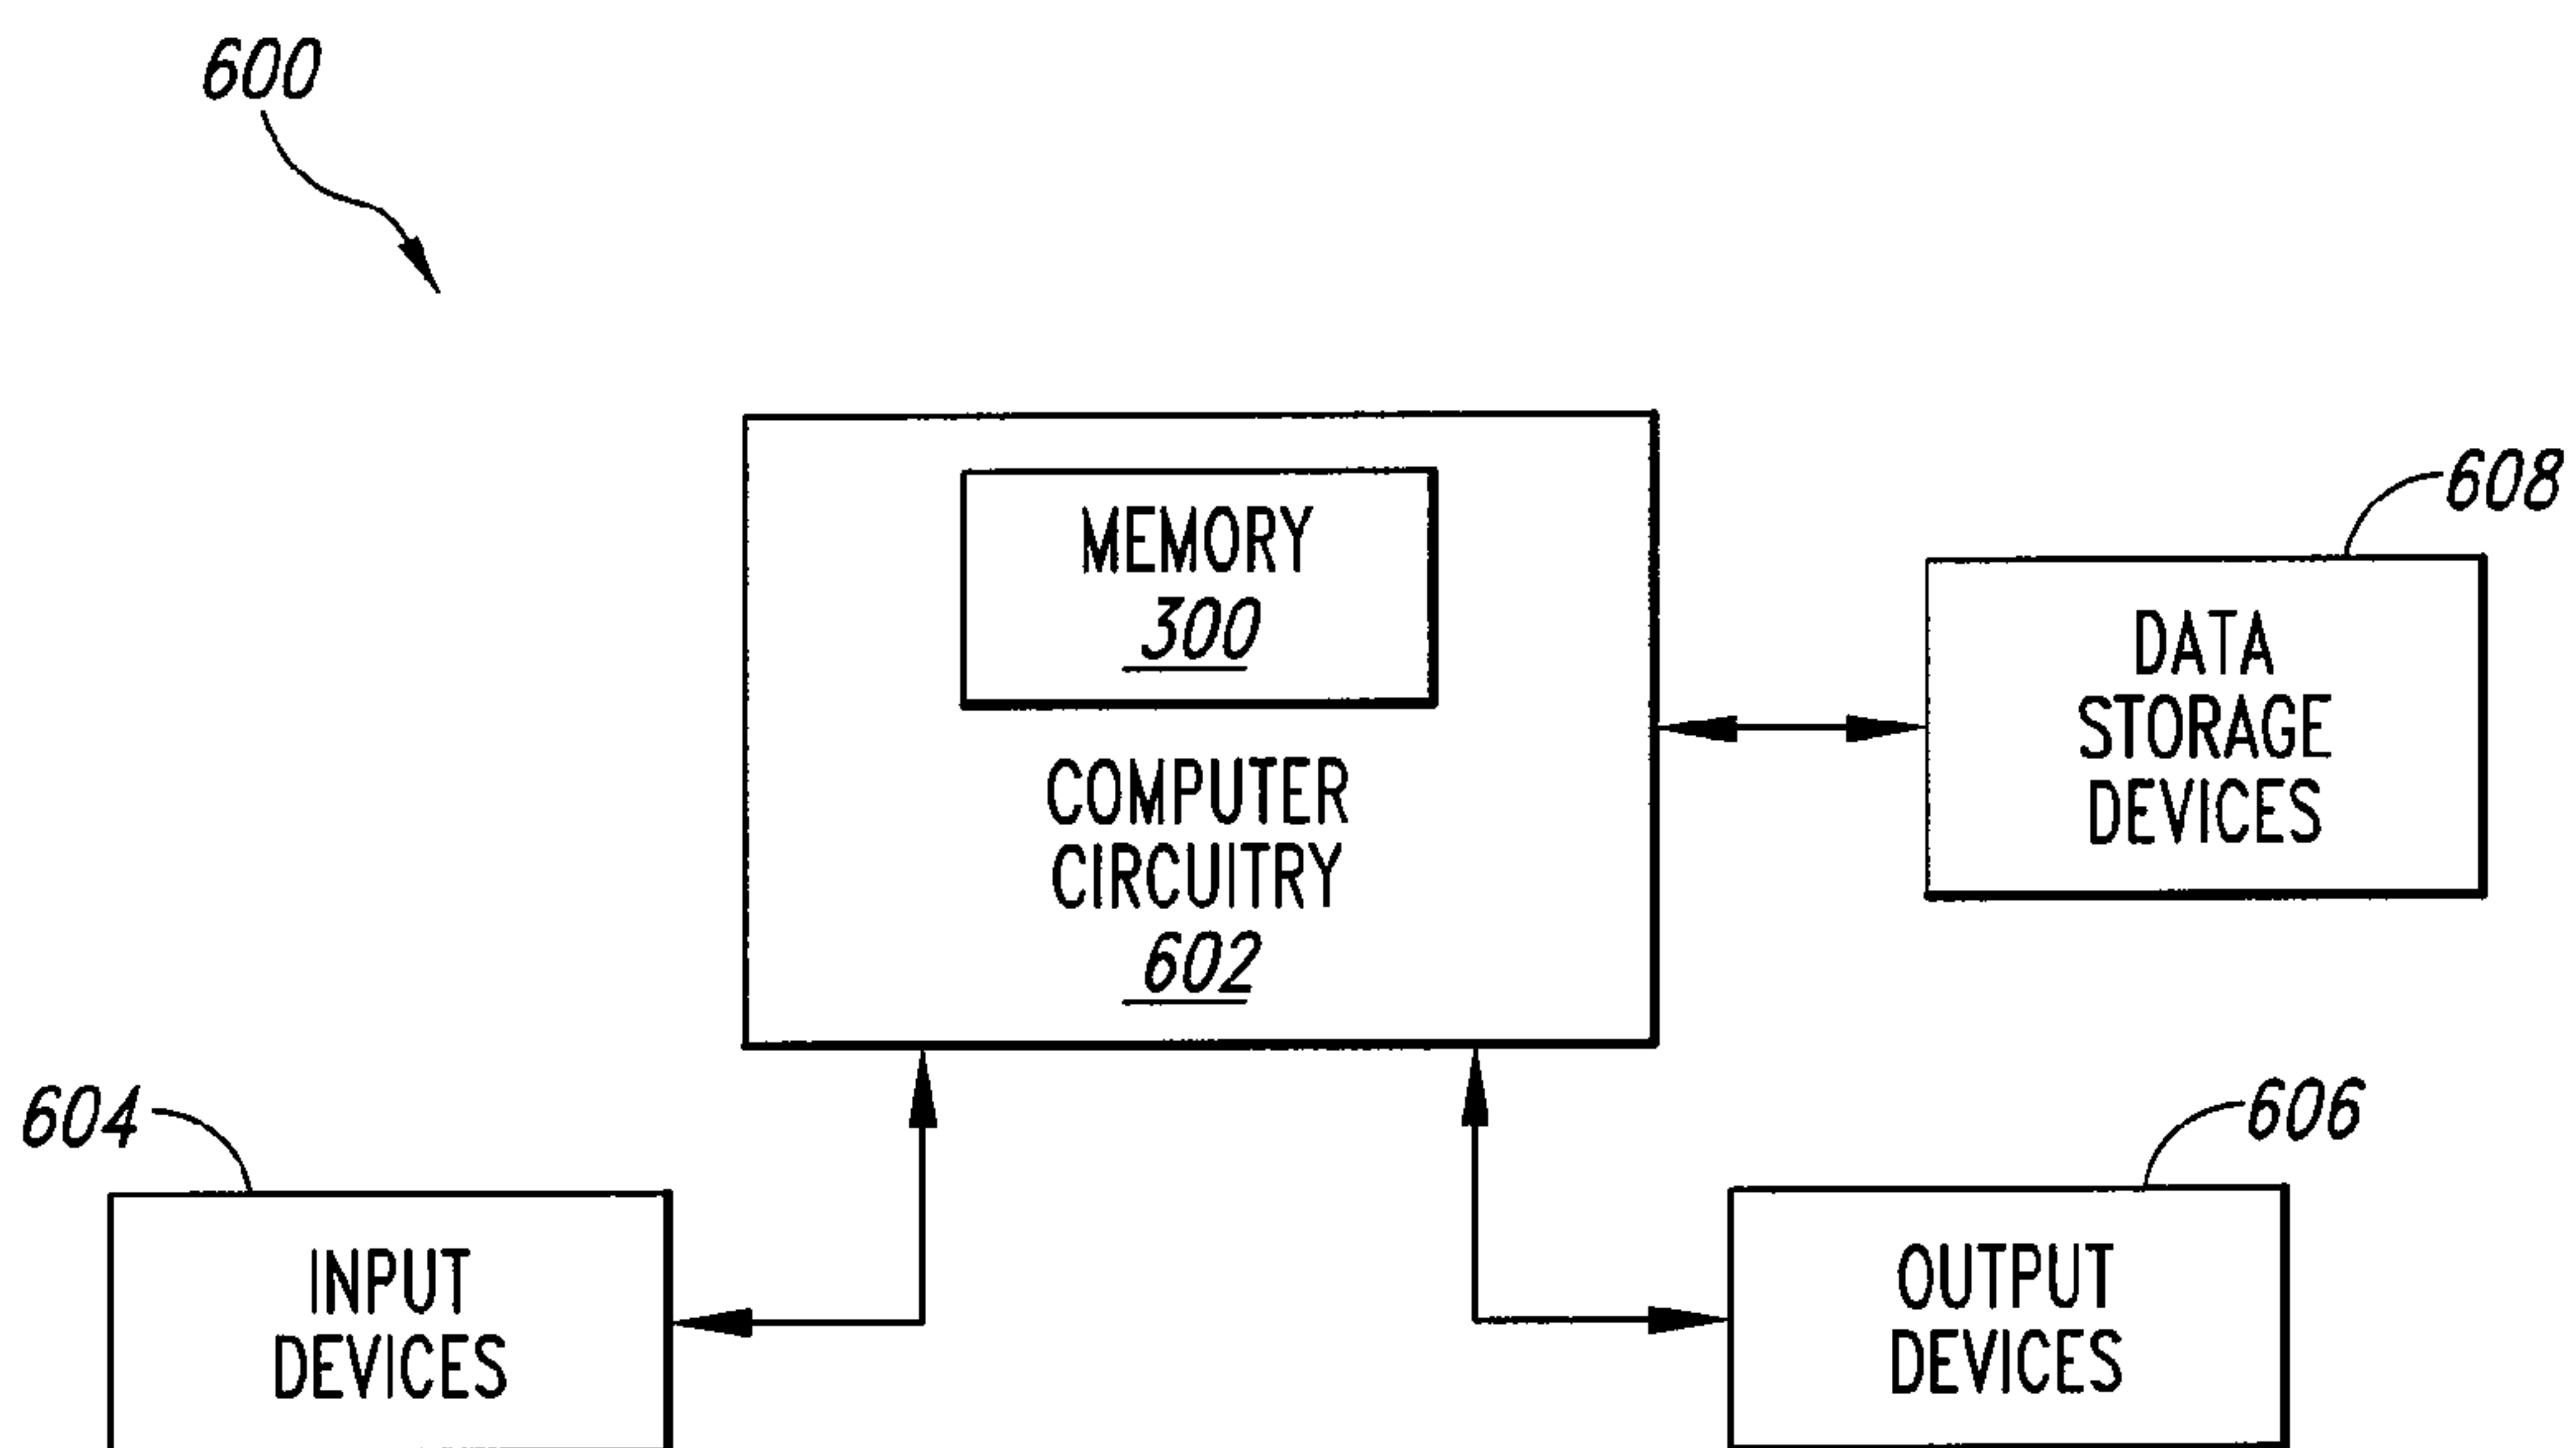 600
MEMORY
300
COMPUTER
CIRCUITRY
602
608
DATA
STORAGE
DEVICES
604
INPUT
DEVICES
606
OUTPUT
DEVICES